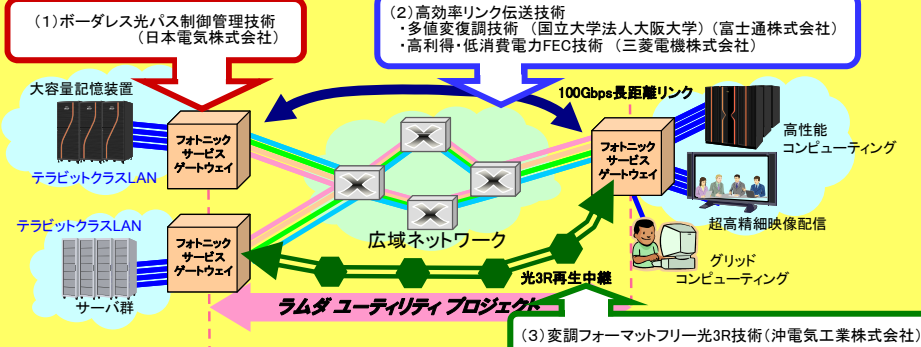 (1)ボーダレス光パス制御管理技術
(日本電気株式会社)
(2)高効率リンク伝送技術
・多値変復調技術 (国立大学法人大阪大学)(富士通株式会社)
・高利得・低消費電力FEC技術 (三菱電機株式会社)
大容量記憶装置
テラビットクラスLAN
フォトニック
サービス
ゲートウェイ
100Gbps長距離リンク
フォトニック
サービス
ゲートウェイ
高性能
コンピューティング
超高精細映像配信
テラビットクラスLAN
フォトニック
サービス
ゲートウェイ
サーバ群
広域ネットワーク
光3R再生中継
グリッド
コンピューティング
ラムダ ユーティリティ プロジェクト
(3)変調フォーマットフリー光3R技術(沖電気工業株式会社)